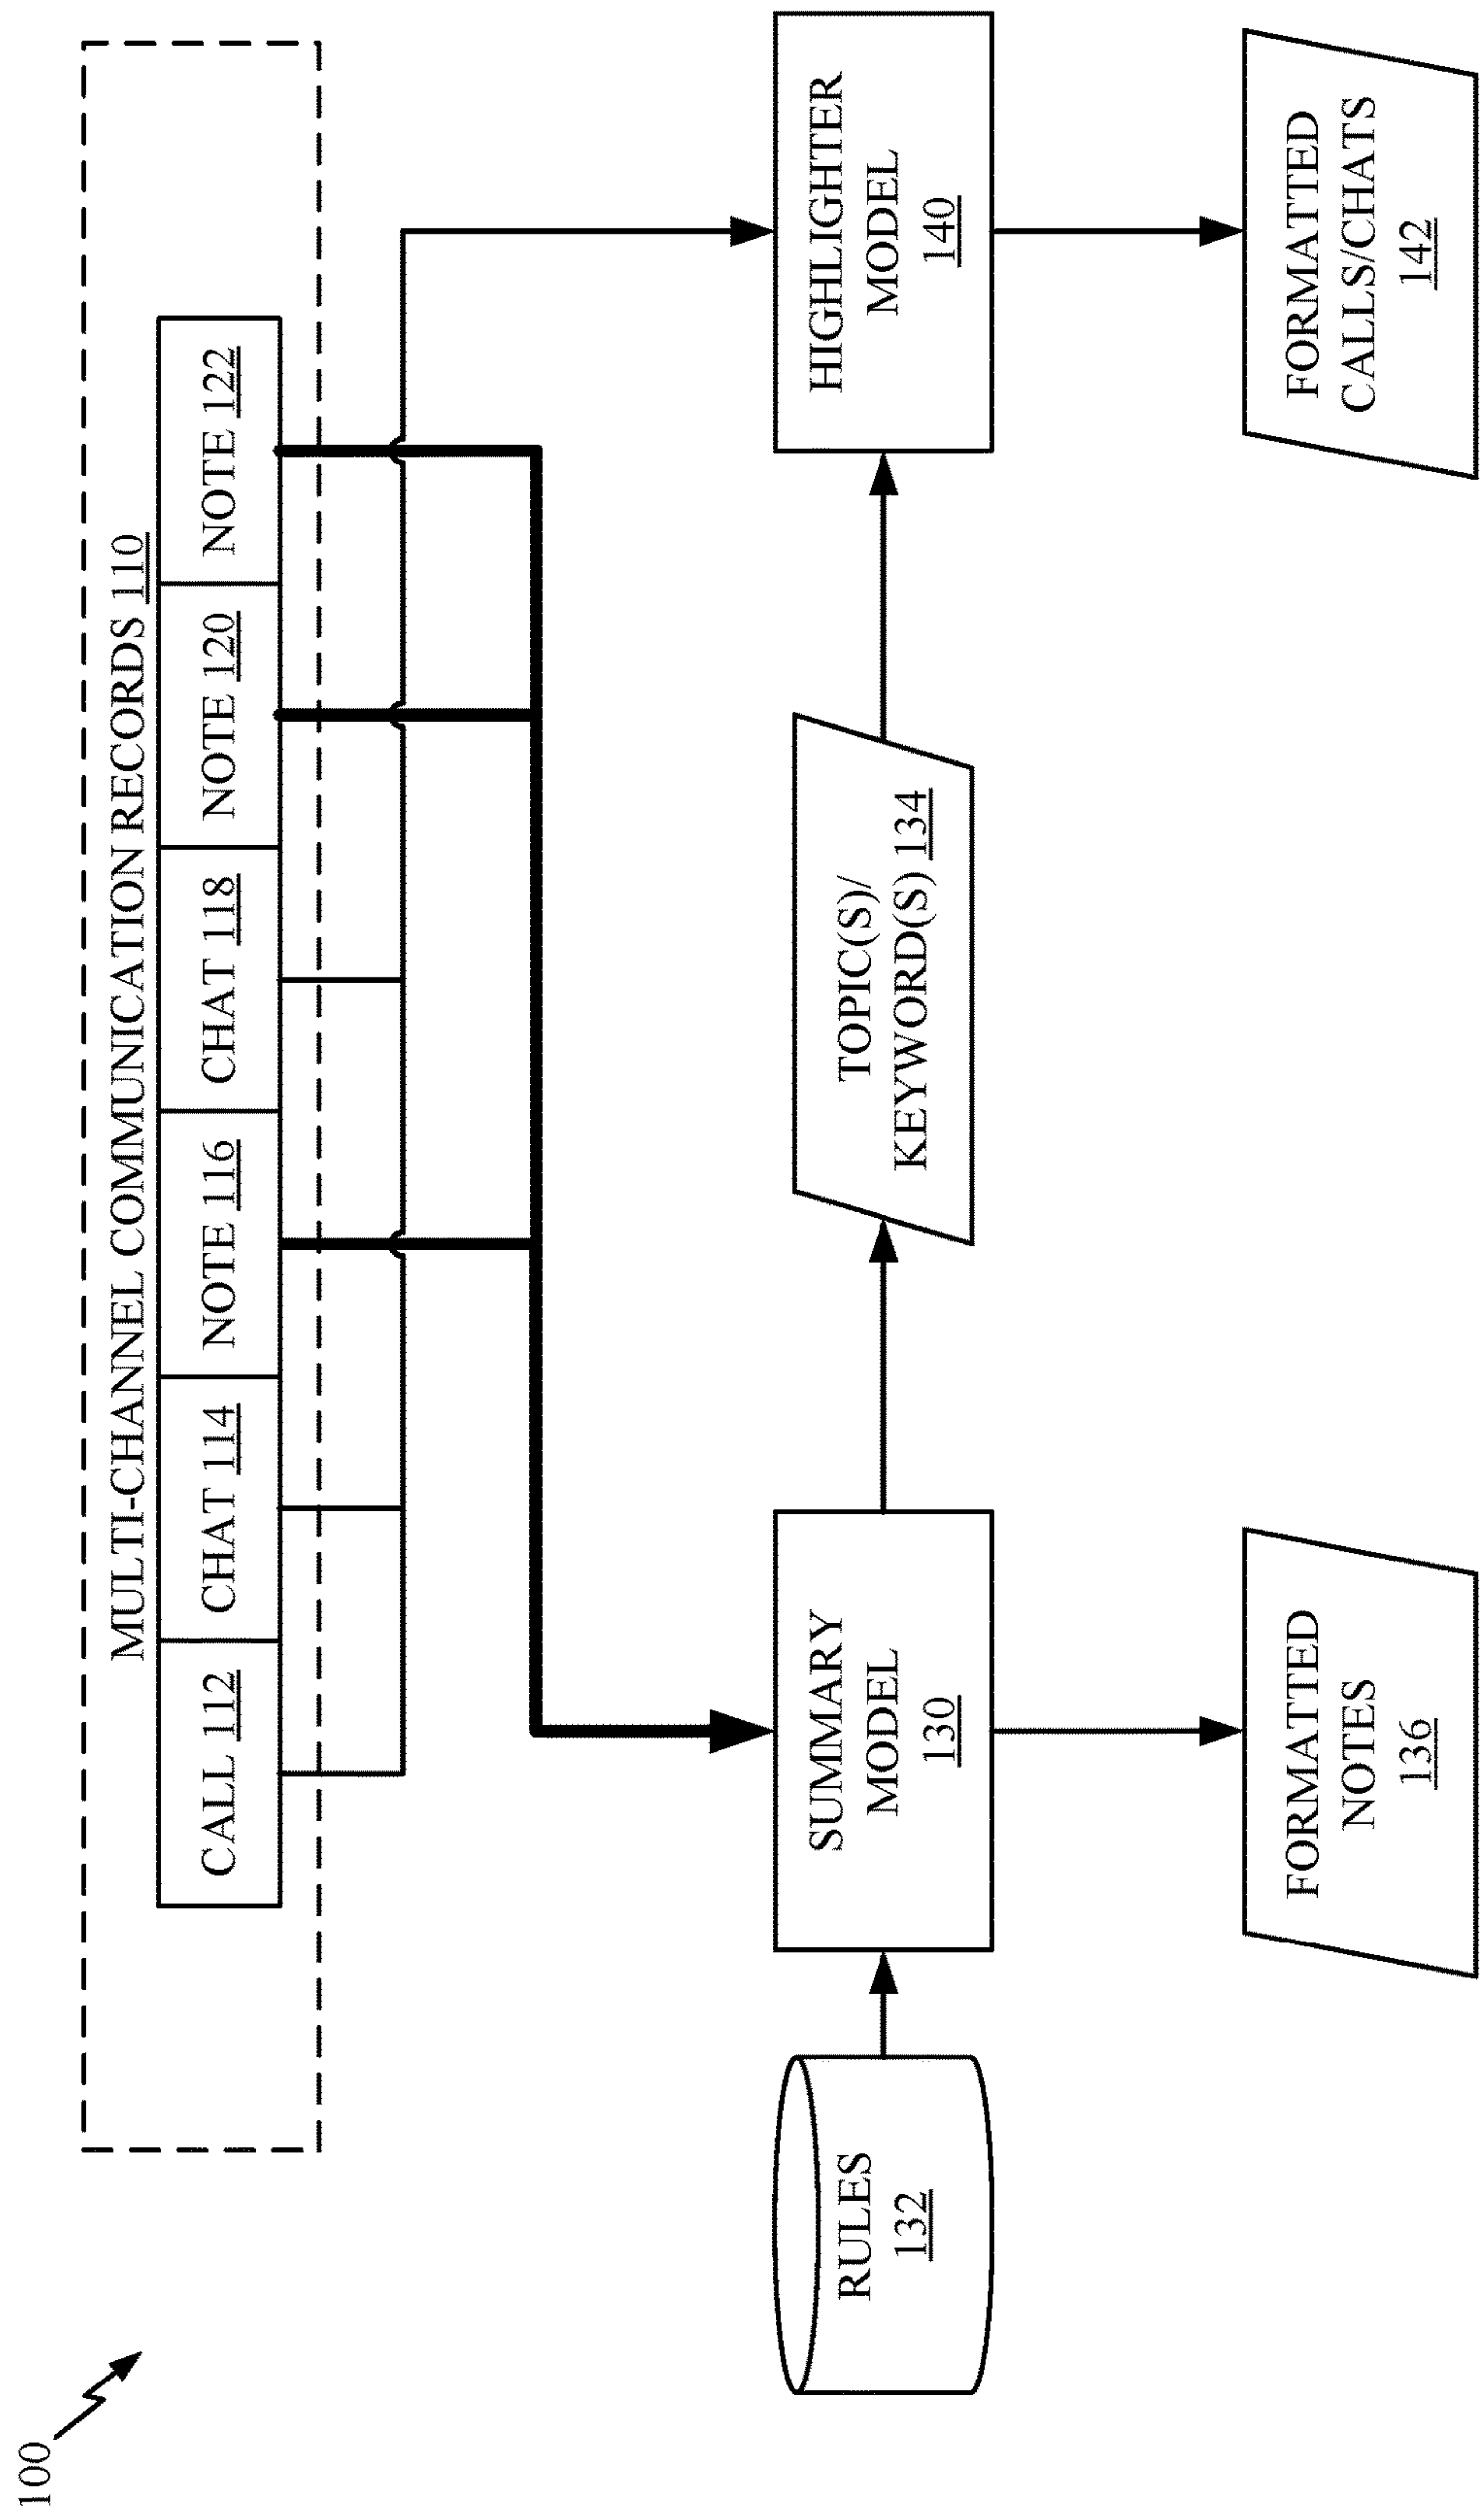 100
MULTI-CHANNEL COMMUNICATION RECORDS 110
CALL 112
CHAT 114
NOTE 116
CHAT 118
NOTE 120
NOTE 122
RULES
132
SUMMARY
MODEL
130
TOPIC(S)/
KEYWORD(S) 134
HIGHLIGHTER
MODEL
140
FORMATTED
NOTES
136
FORMATTED
CALLS/CHATS
142